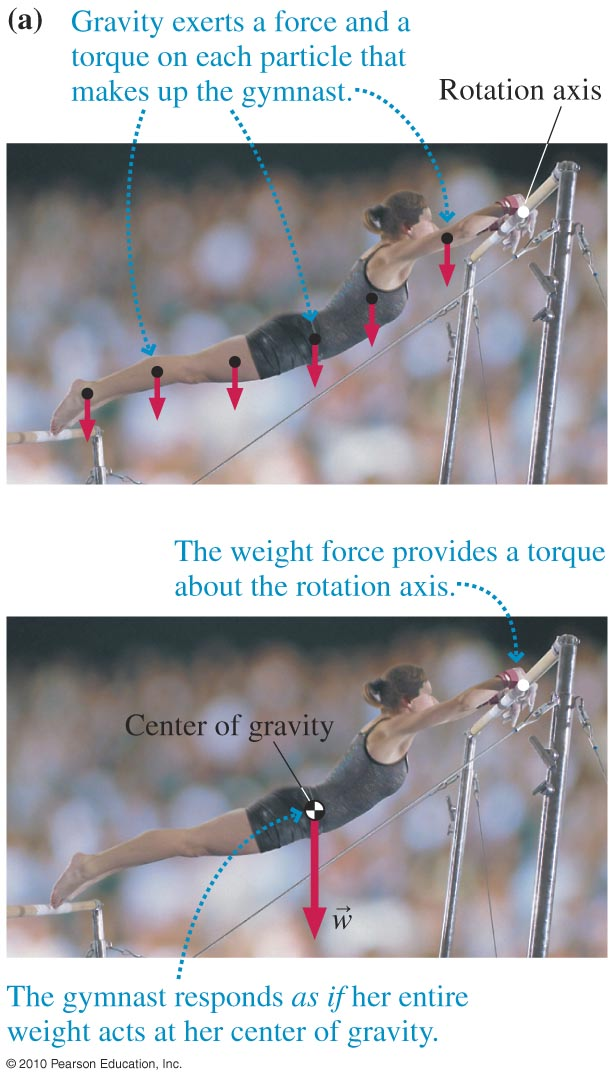 (a) Gravity exerts a force and a
torque on each particle that
makes up the gymnast.
Rotation axis
The weight force provides a torque
about the rotation axis.
Center of gravity
w⃗
The gymnast responds as if her entire
weight acts at her center of gravity.
© 2010 Pearson Education, Inc.